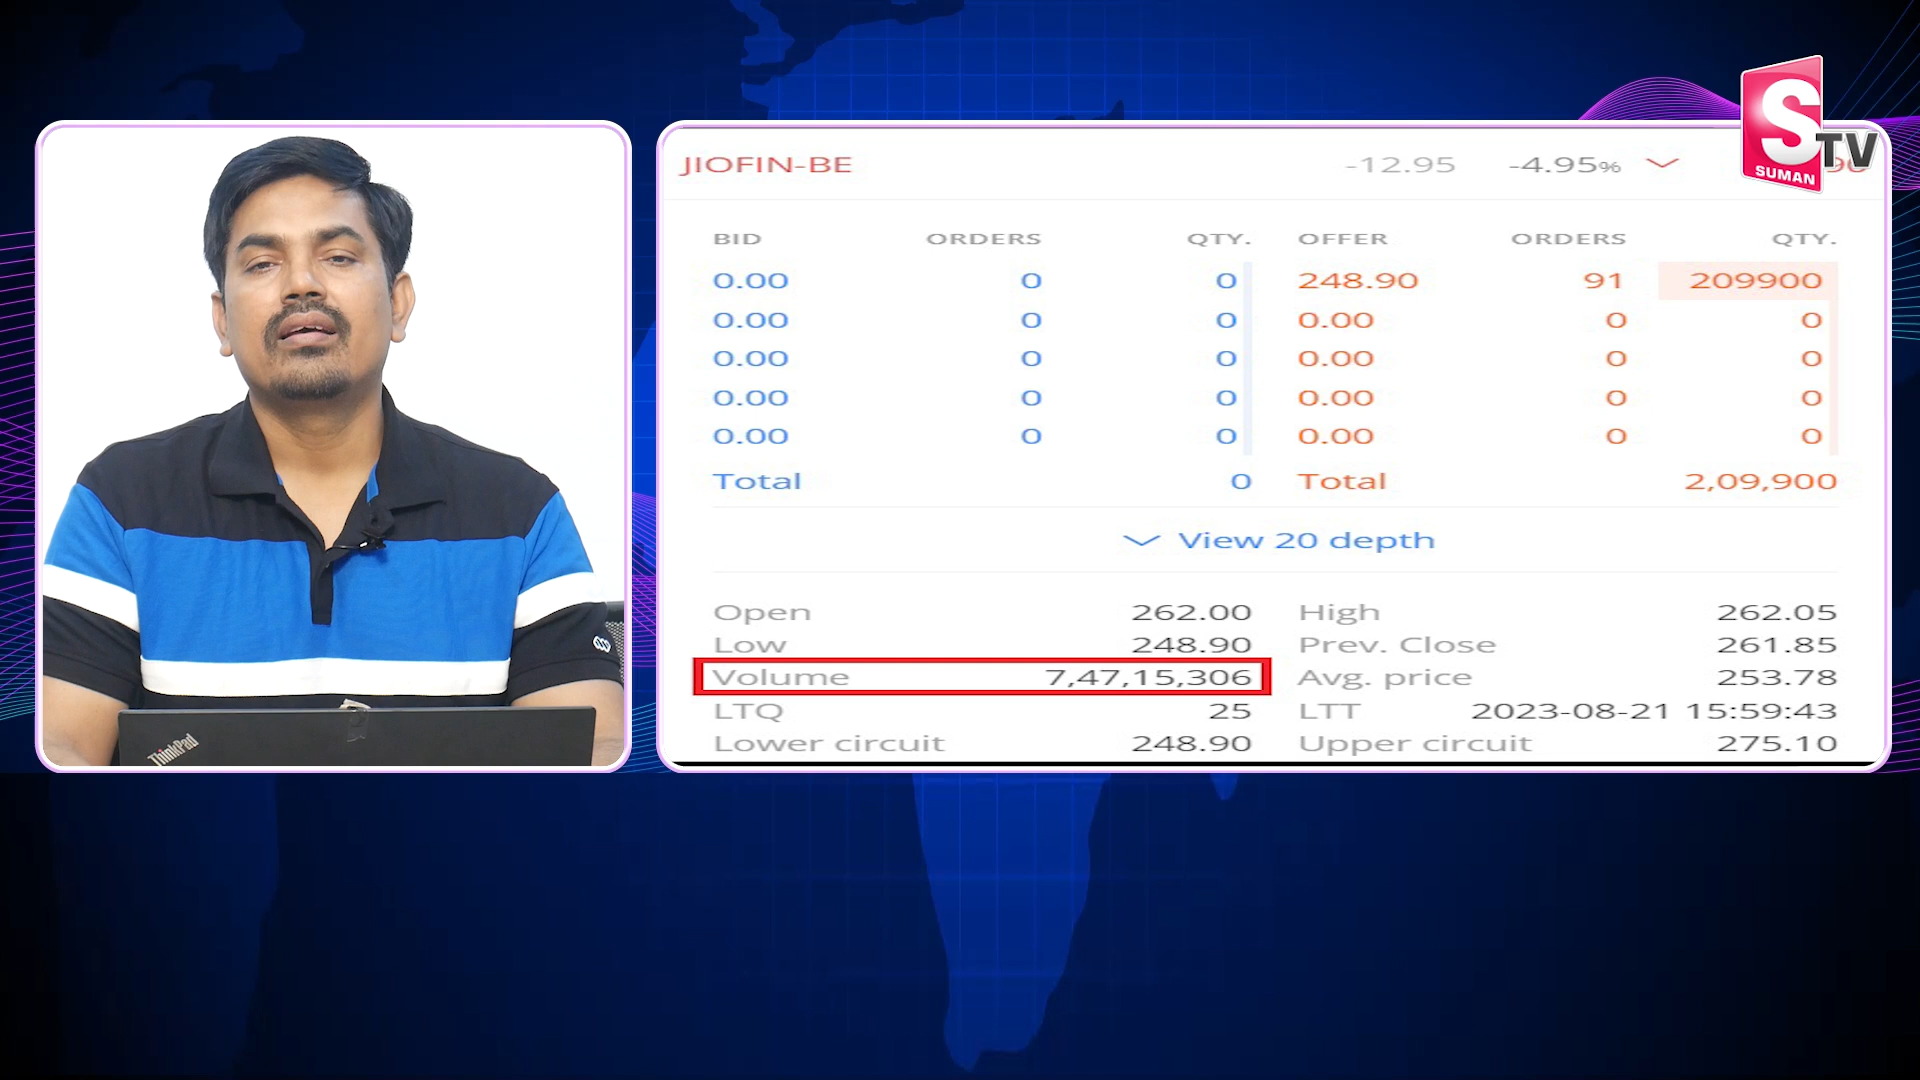 S
TV
SUMAN
JIOFIN-BE -12.95 -4.95%
BID ORDERS QTY. OFFER ORDERS QTY.
0.00 0 0 248.90 91 209900
0.00 0 0 0.00 0 0
0.00 0 0 0.00 0 0
0.00 0 0 0.00 0 0
0.00 0 0 0.00 0 0
Total 0 Total 2,09,900
View 20 depth
Open 262.00 High 262.05
Low 248.90 Prev. Close 261.85
Volume 7,47,15,306 Avg. price 253.78
LTQ 25 LTT 2023-08-21 15:59:43
Lower circuit 248.90 Upper circuit 275.10
ThinkPad